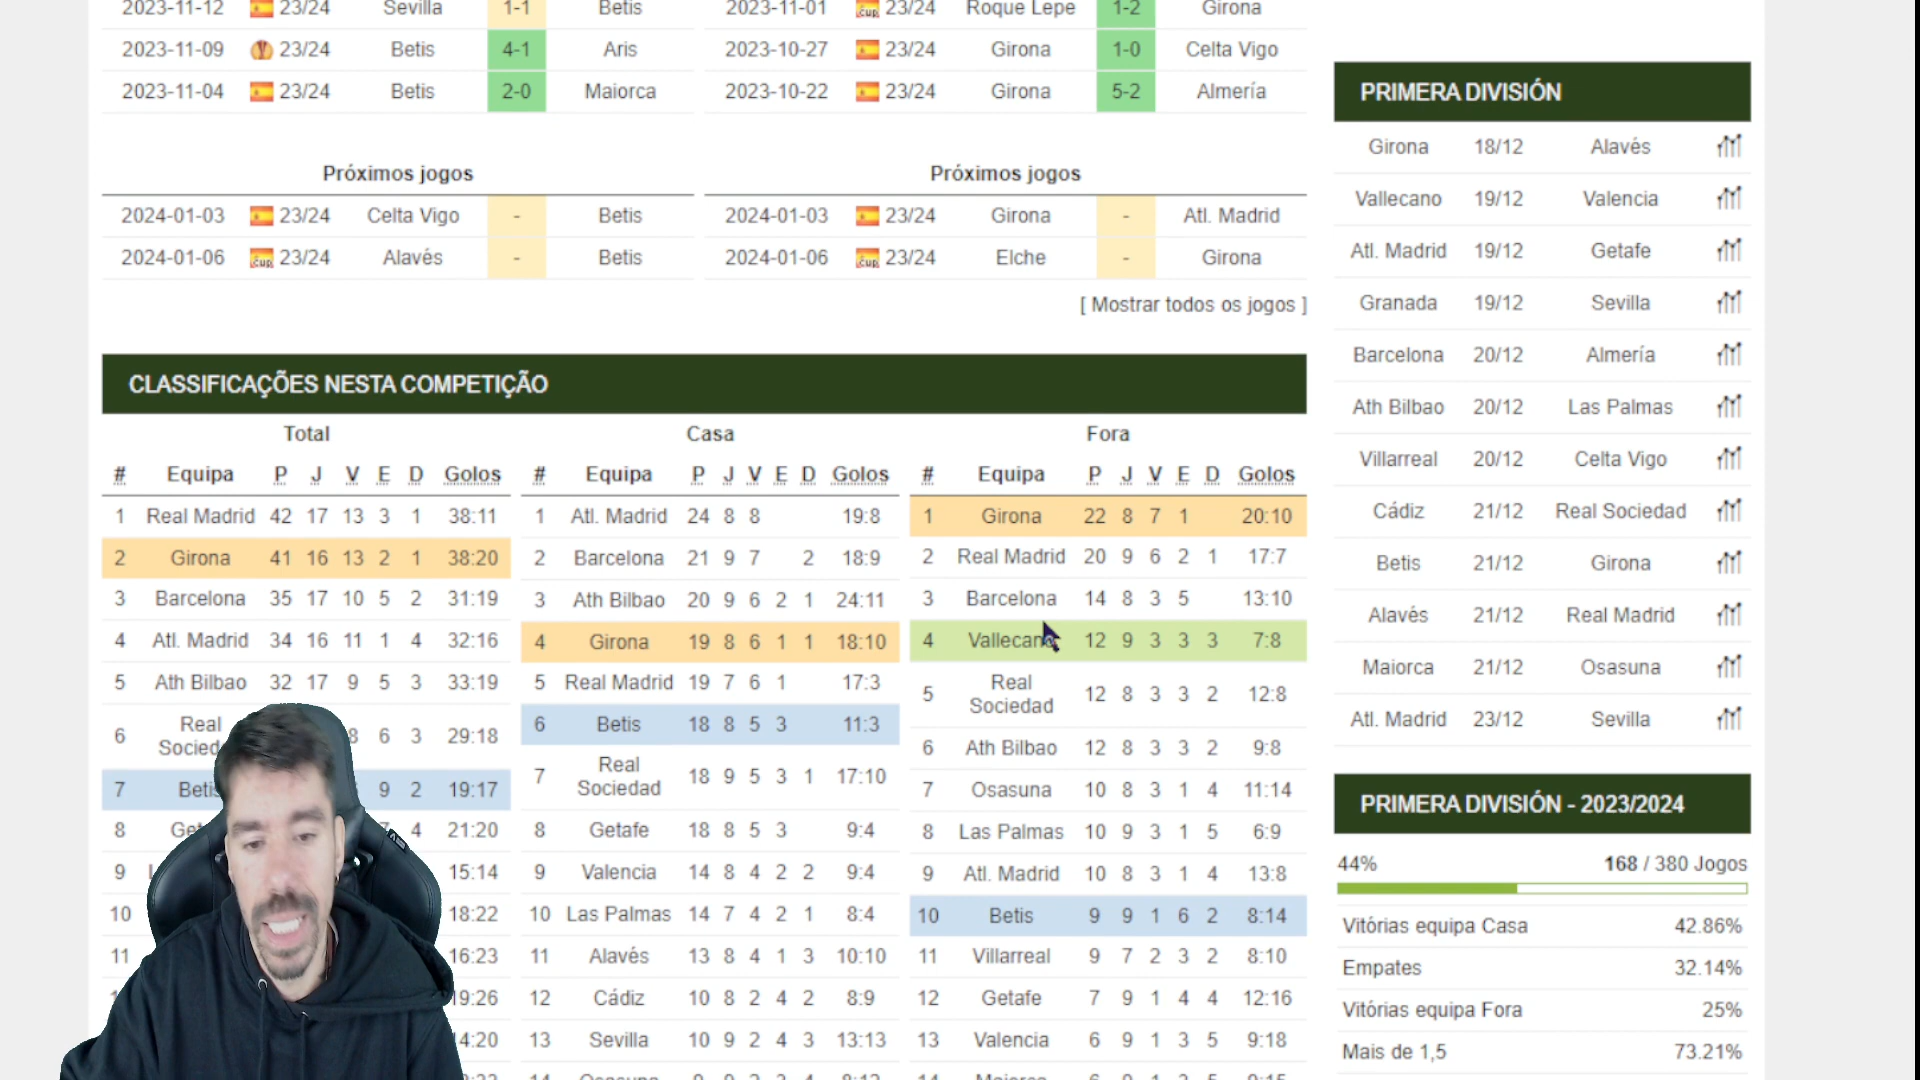 2023-11-12 23/24 Sevilla 1-1 Betis
2023-11-09 23/24 Betis 4-1 Aris
2023-11-04 23/24 Betis 2-0 Maiorca
2023-11-01 CUP 23/24 Roque Lepe 1-2 Girona
2023-10-27 23/24 Girona 1-0 Celta Vigo
2023-10-22 23/24 Girona 5-2 Almería
Próximos jogos
2024-01-03 23/24 Celta Vigo - Betis
2024-01-06 CUP 23/24 Alavés - Betis
Próximos jogos
2024-01-03 23/24 Girona - Atl. Madrid
2024-01-06 CUP 23/24 Elche - Girona
[ Mostrar todos os jogos ]
CLASSIFICAÇÕES NESTA COMPETIÇÃO
Total
# Equipa P J V E D Golos
1 Real Madrid 42 17 13 3 1 38:11
2 Girona 41 16 13 2 1 38:20
3 Barcelona 35 17 10 5 2 31:19
4 Atl. Madrid 34 16 11 1 4 32:16
5 Ath Bilbao 32 17 9 5 3 33:19
6 Real 8 6 3 29:18
7 9 2 19:17
8 4 21:20
9 15:14
10 18:22
11 16:23
Casa
# Equipa P J V E D Golos
1 Atl. Madrid 24 8 8 19:8
2 Barcelona 21 9 7 2 18:9
3 Ath Bilbao 20 9 6 2 1 24:11
4 Girona 19 8 6 1 1 18:10
5 Real Madrid 19 7 6 1 17:3
6 Betis 18 8 5 3 11:3
7 Real Sociedad 18 9 5 3 1 17:10
8 Getafe 18 8 5 3 9:4
9 Valencia 14 8 4 2 2 9:4
10 Las Palmas 14 7 4 2 1 8:4
11 Alavés 13 8 4 1 3 10:10
12 Cádiz 10 8 2 4 2 8:9
13 Sevilla 10 9 2 4 3 13:13
Fora
# Equipa P J V E D Golos
1 Girona 22 8 7 1 20:10
2 Real Madrid 20 9 6 2 1 17:7
3 Barcelona 14 8 3 5 13:10
4 Vallecano 12 9 3 3 3 7:8
5 Real Sociedad 12 8 3 3 2 12:8
6 Ath Bilbao 12 8 3 3 2 9:8
7 Osasuna 10 8 3 1 4 11:14
8 Las Palmas 10 9 3 1 5 6:9
9 Atl. Madrid 10 8 3 1 4 13:8
10 Betis 9 9 1 6 2 8:14
11 Villarreal 9 7 2 3 2 8:10
12 Getafe 7 9 1 4 4 12:16
13 Valencia 6 9 1 3 5 9:18
PRIMERA DIVISIÓN
Girona 18/12 Alavés
Vallecano 19/12 Valencia
Atl. Madrid 19/12 Getafe
Granada 19/12 Sevilla
Barcelona 20/12 Almería
Ath Bilbao 20/12 Las Palmas
Villarreal 20/12 Celta Vigo
Cádiz 21/12 Real Sociedad
Betis 21/12 Girona
Alavés 21/12 Real Madrid
Maiorca 21/12 Osasuna
Atl. Madrid 23/12 Sevilla
PRIMERA DIVISIÓN - 2023/2024
44% 168 / 380 Jogos
Vitórias equipa Casa 42.86%
Empates 32.14%
Vitórias equipa Fora 25%
Mais de 1,5 73.21%